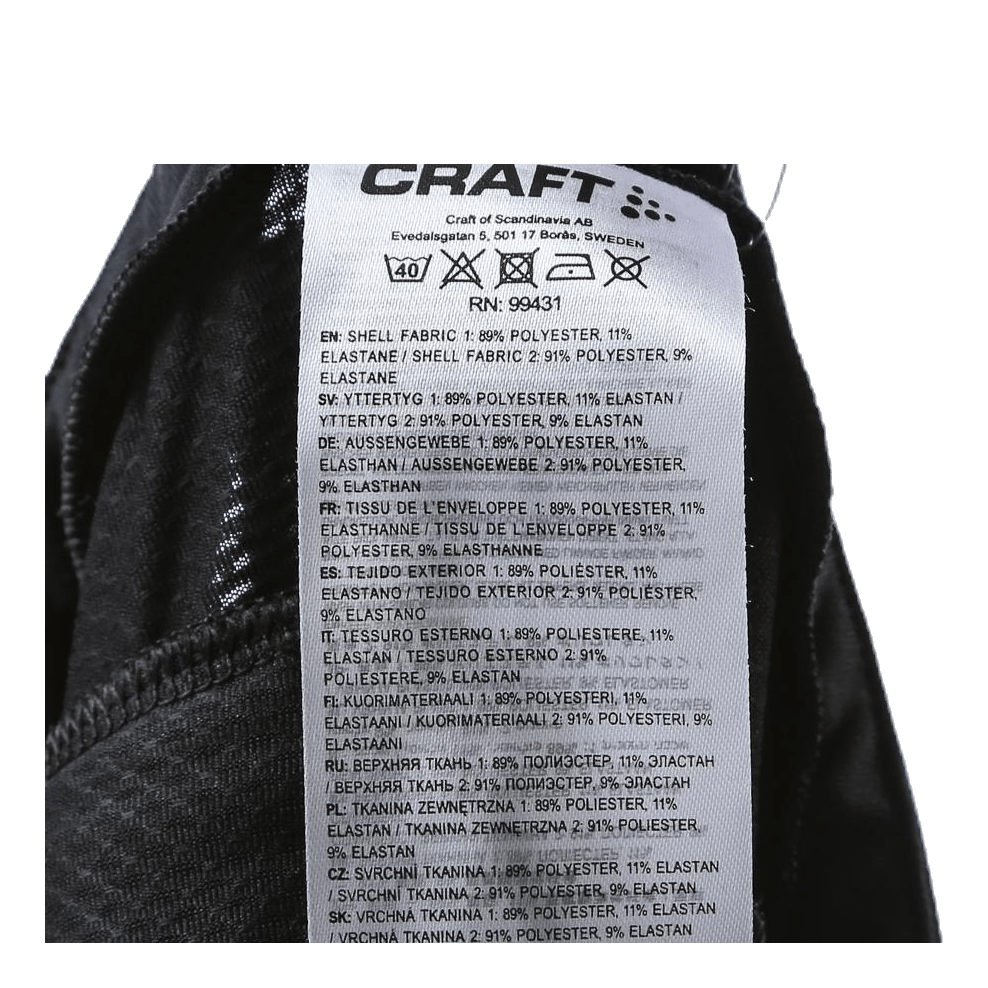 CRAFT
Craft of Scandinavia AB
Evedalsgatan 5, 501 17 Borås, SWEDEN
40
RN: 99431
EN: SHELL FABRIC 1: 89% POLYESTER, 11%
ELASTANE / SHELL FABRIC 2: 91% POLYESTER, 9%
ELASTANE
SV: YTTERTYG 1: 89% POLYESTER, 11% ELASTAN /
YTTERTYG 2: 91% POLYESTER, 9% ELASTAN
DE: AUSSENGEWEBE 1: 89% POLYESTER, 11%
ELASTHAN / AUSSENGEWEBE 2: 91% POLYESTER,
9% ELASTHAN
FR: TISSU DE L'ENVELOPPE 1: 89% POLYESTER, 11%
ELASTHANNE / TISSU DE L'ENVELOPPE 2: 91%
POLYESTER, 9% ELASTHANNE
ES: TEJIDO EXTERIOR 1: 89% POLIÉSTER, 11%
ELASTANO / TEJIDO EXTERIOR 2: 91% POLIÉSTER,
9% ELASTANO
IT: TESSURO ESTERNO 1: 89% POLIESTERE, 11%
ELASTAN / TESSURO ESTERNO 2: 91%
POLIESTERE, 9% ELASTAN
FI: KUORIMATERIAALI 1: 89% POLYESTERI, 11%
ELASTAANI / KUORIMATERIAALI 2: 91% POLYESTERI, 9%
ELASTAANI
RU: ВЕРХНЯЯ ТКАНЬ 1: 89% ПОЛИЭСТЕР, 11% ЭЛАСТАН
/ ВЕРХНЯЯ ТКАНЬ 2: 91% ПОЛИЭСТЕР, 9% ЭЛАСТАН
PL: TKANINA ZEWNĘTRZNA 1: 89% POLIESTER, 11%
ELASTAN / TKANINA ZEWNĘTRZNA 2: 91% POLIESTER,
9% ELASTAN
CZ: SVRCHNÍ TKANINA 1: 89% POLYESTER, 11% ELASTAN
/ SVRCHNÍ TKANINA 2: 91% POLYESTER, 9% ELASTAN
SK: VRCHNÁ TKANINA 1: 89% POLYESTER, 11% ELASTAN
/ VRCHNÁ TKANINA 2: 91% POLYESTER, 9% ELASTAN